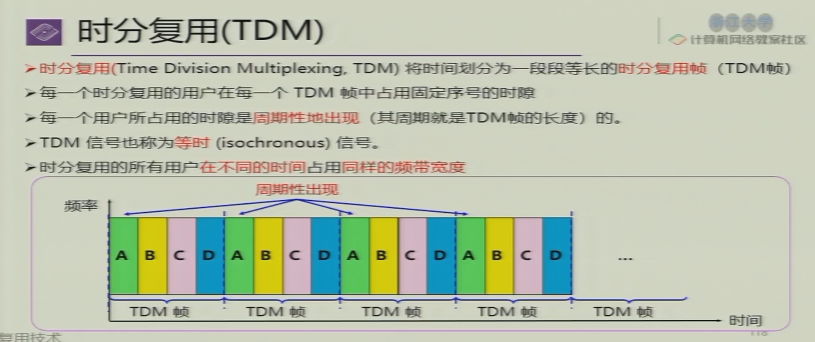 时分复用(TDM)
浙江大学
计算机网络教案社区
➢时分复用(Time Division Multiplexing, TDM) 将时间划分为一段段等长的时分复用帧（TDM帧）
➢每一个时分复用的用户在每一个 TDM 帧中占用固定序号的时隙
➢每一个用户所占用的时隙是周期性地出现（其周期就是TDM帧的长度）的。
➢TDM 信号也称为等时 (isochronous) 信号。
➢时分复用的所有用户在不同的时间占用同样的频带宽度
周期性出现
频率
A B C D A B C D A B C D A B C D ...
TDM 帧 TDM 帧 TDM 帧 TDM 帧 TDM 帧
时间
复用技术
118